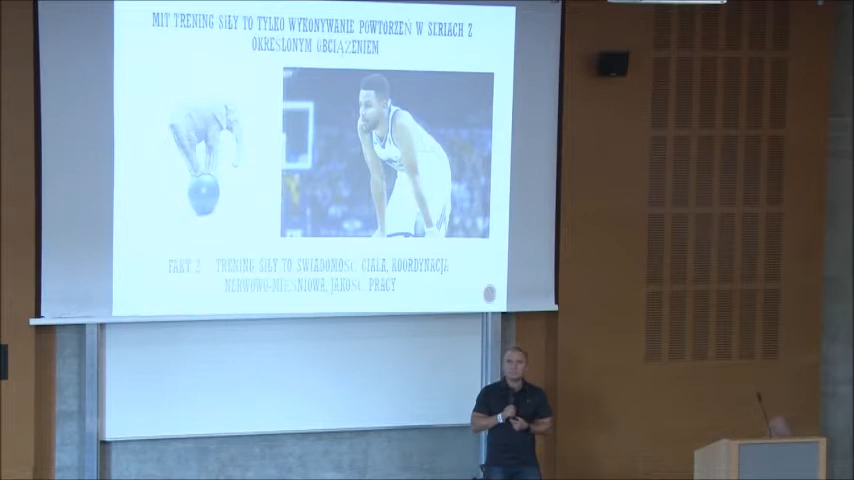 MIT TRENING SIŁY TO TYLKO WYKONYWANIE POWTÓRZEŃ W SERIACH Z
OKREŚLONYM OBCIĄŻENIEM
FAKT 2 TRENING SIŁY TO ŚWIADOMOŚĆ CIAŁA, KOORDYNACJA
NERWOWO-MIĘŚNIOWA, JAKOŚĆ PRACY